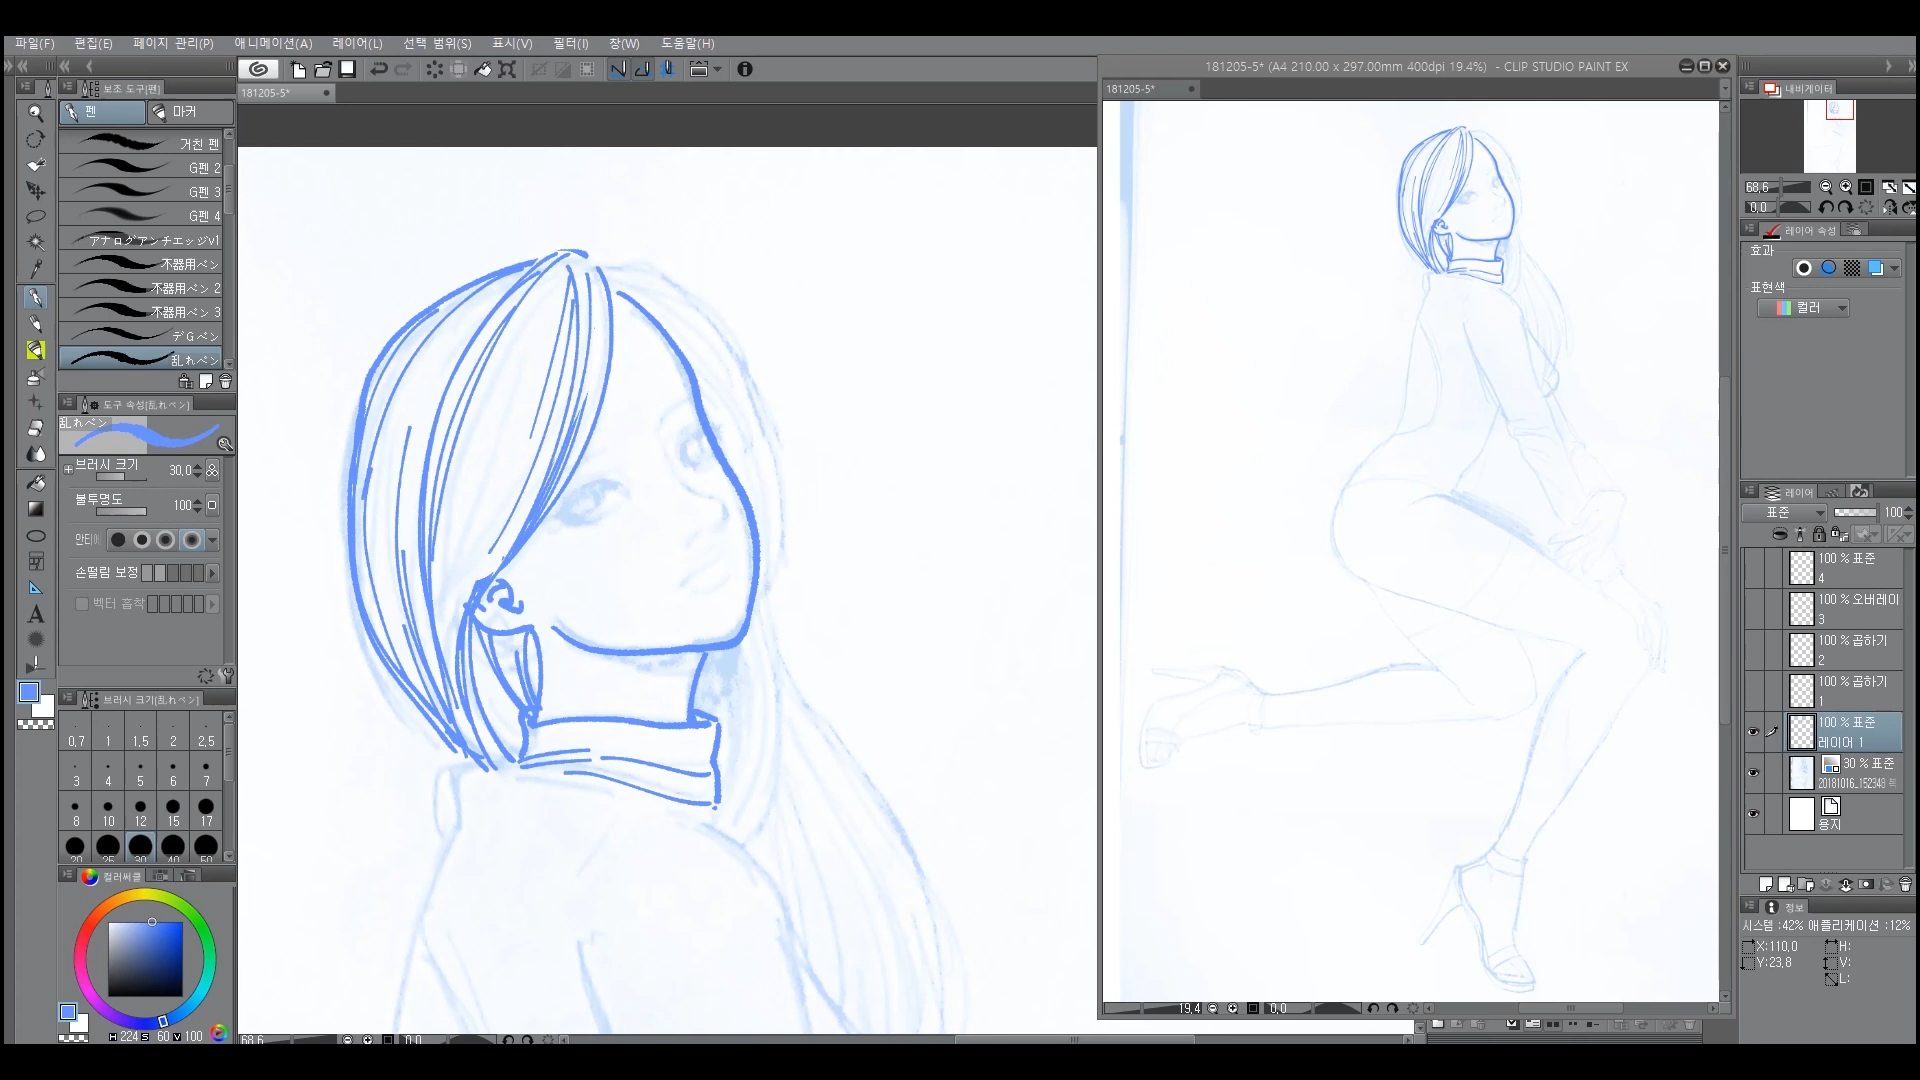 파일(F) 편집(E) 페이지 관리(P) 애니메이션(A) 레이어(L) 선택 범위(S) 표시(V) 필터(I) 창(W) 도움말(H)
181205-5* (A4 210.00 x 297.00mm 400dpi 19.4%) - CLIP STUDIO PAINT EX
보조 도구[펜]
181205-5*
181205-5*
내비게이터
펜 마커
거친 펜
G펜 2
G펜 3
G펜 4
アナログアンチエッジv1
不器用ペン
不器用ペン 2
不器用ペン 3
デGペン
乱れペン
도구 속성[乱れペン]
乱れペン
브러시 크기 30.0
불투명도 100
안티에
손떨림 보정
벡터 흡착
브러시 크기[乱れペン]
0.7 1 1.5 2 2.5
3 4 5 6 7
8 10 12 15 17
20 25 30 40 50
컬러써클
H 224 S 60 V 100
68.6 0.0
19.4 0.0
68.6
0.0
레이어 속성
효과
표현색
컬러
레이어
표준 100
100 % 표준
4
100 % 오버레이
3
100 % 곱하기
2
100 % 곱하기
1
100 % 표준
레이어 1
30 % 표준
20181016_152348
용지
정보
시스템 :42% 애플리케이션 :12%
X:110.0 H:
Y:23.8 V:
L: